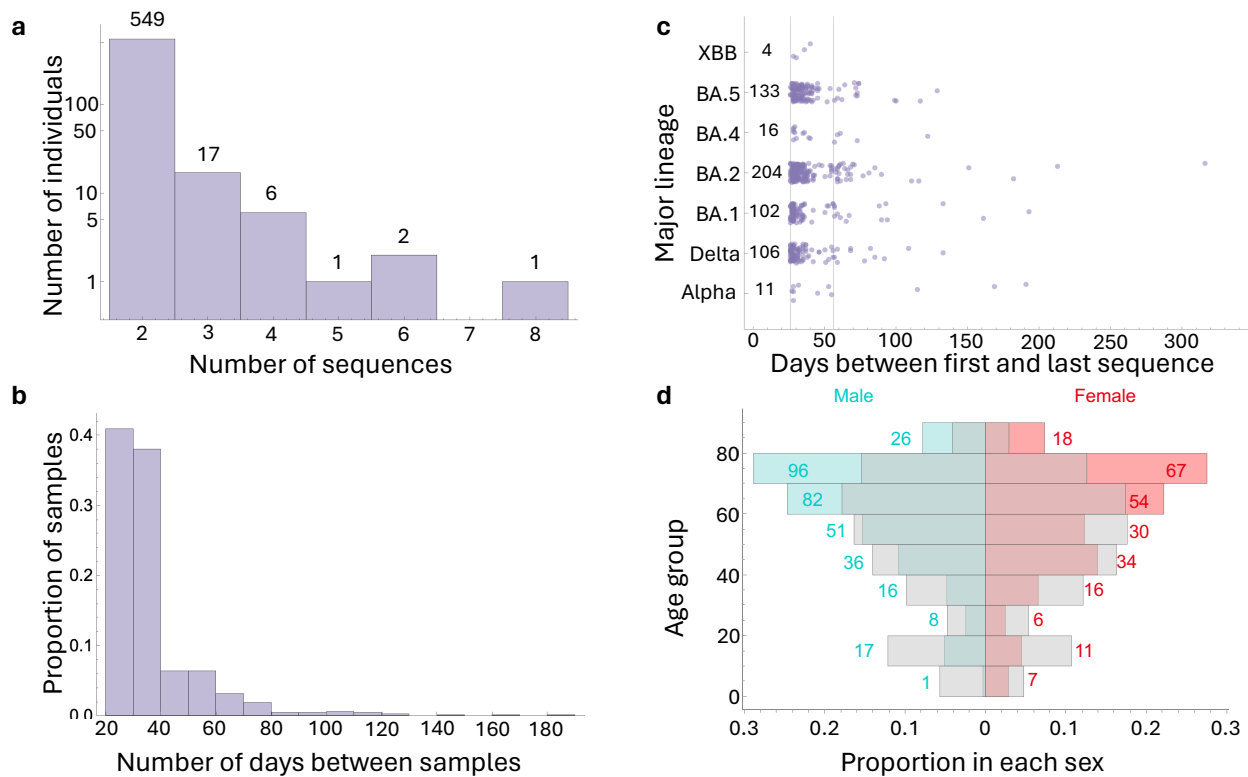 a
549
17
6
1
2
1
100
50
10
5
1
2 3 4 5 6 7 8
Number of individuals
Number of sequences
b
0.4
0.3
0.2
0.1
0.0
20 40 60 80 100 120 140 160 180
Proportion of samples
Number of days between samples
c
XBB 4
BA.5 133
BA.4 16
BA.2 204
BA.1 102
Delta 106
Alpha 11
Major lineage
0 50 100 150 200 250 300
Days between first and last sequence
d
Male Female
26 18
96 67
82 54
51 30
36 34
16 16
8 6
17 11
1 7
80
60
40
20
0
Age group
0.3 0.2 0.1 0 0.1 0.2 0.3
Proportion in each sex